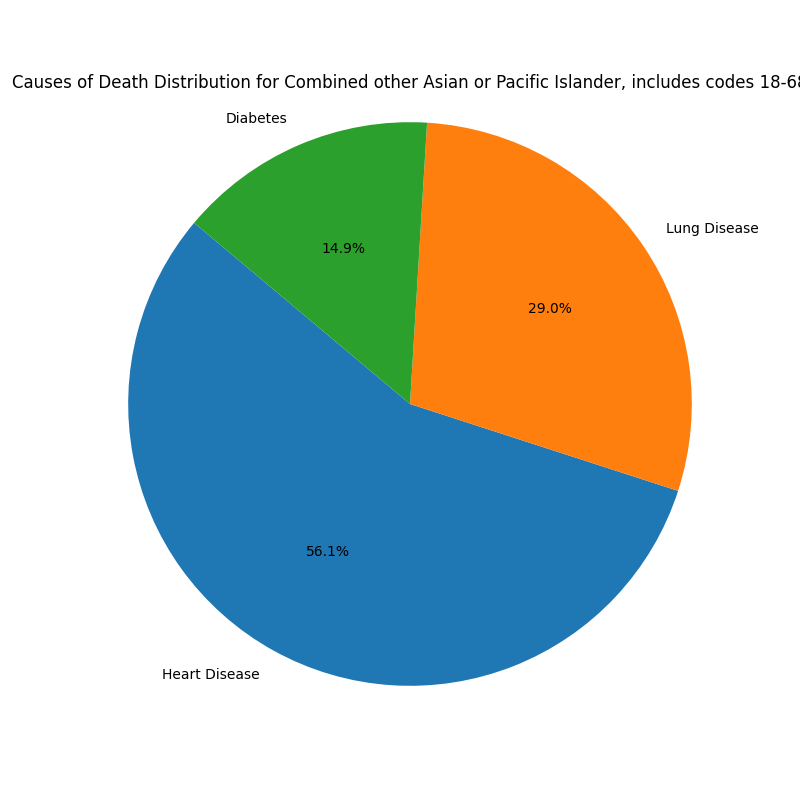 Causes of Death Distribution for Combined other Asian or Pacific Islander, includes codes 18-68
Diabetes
Lung Disease
14.9%
29.0%
56.1%
Heart Disease